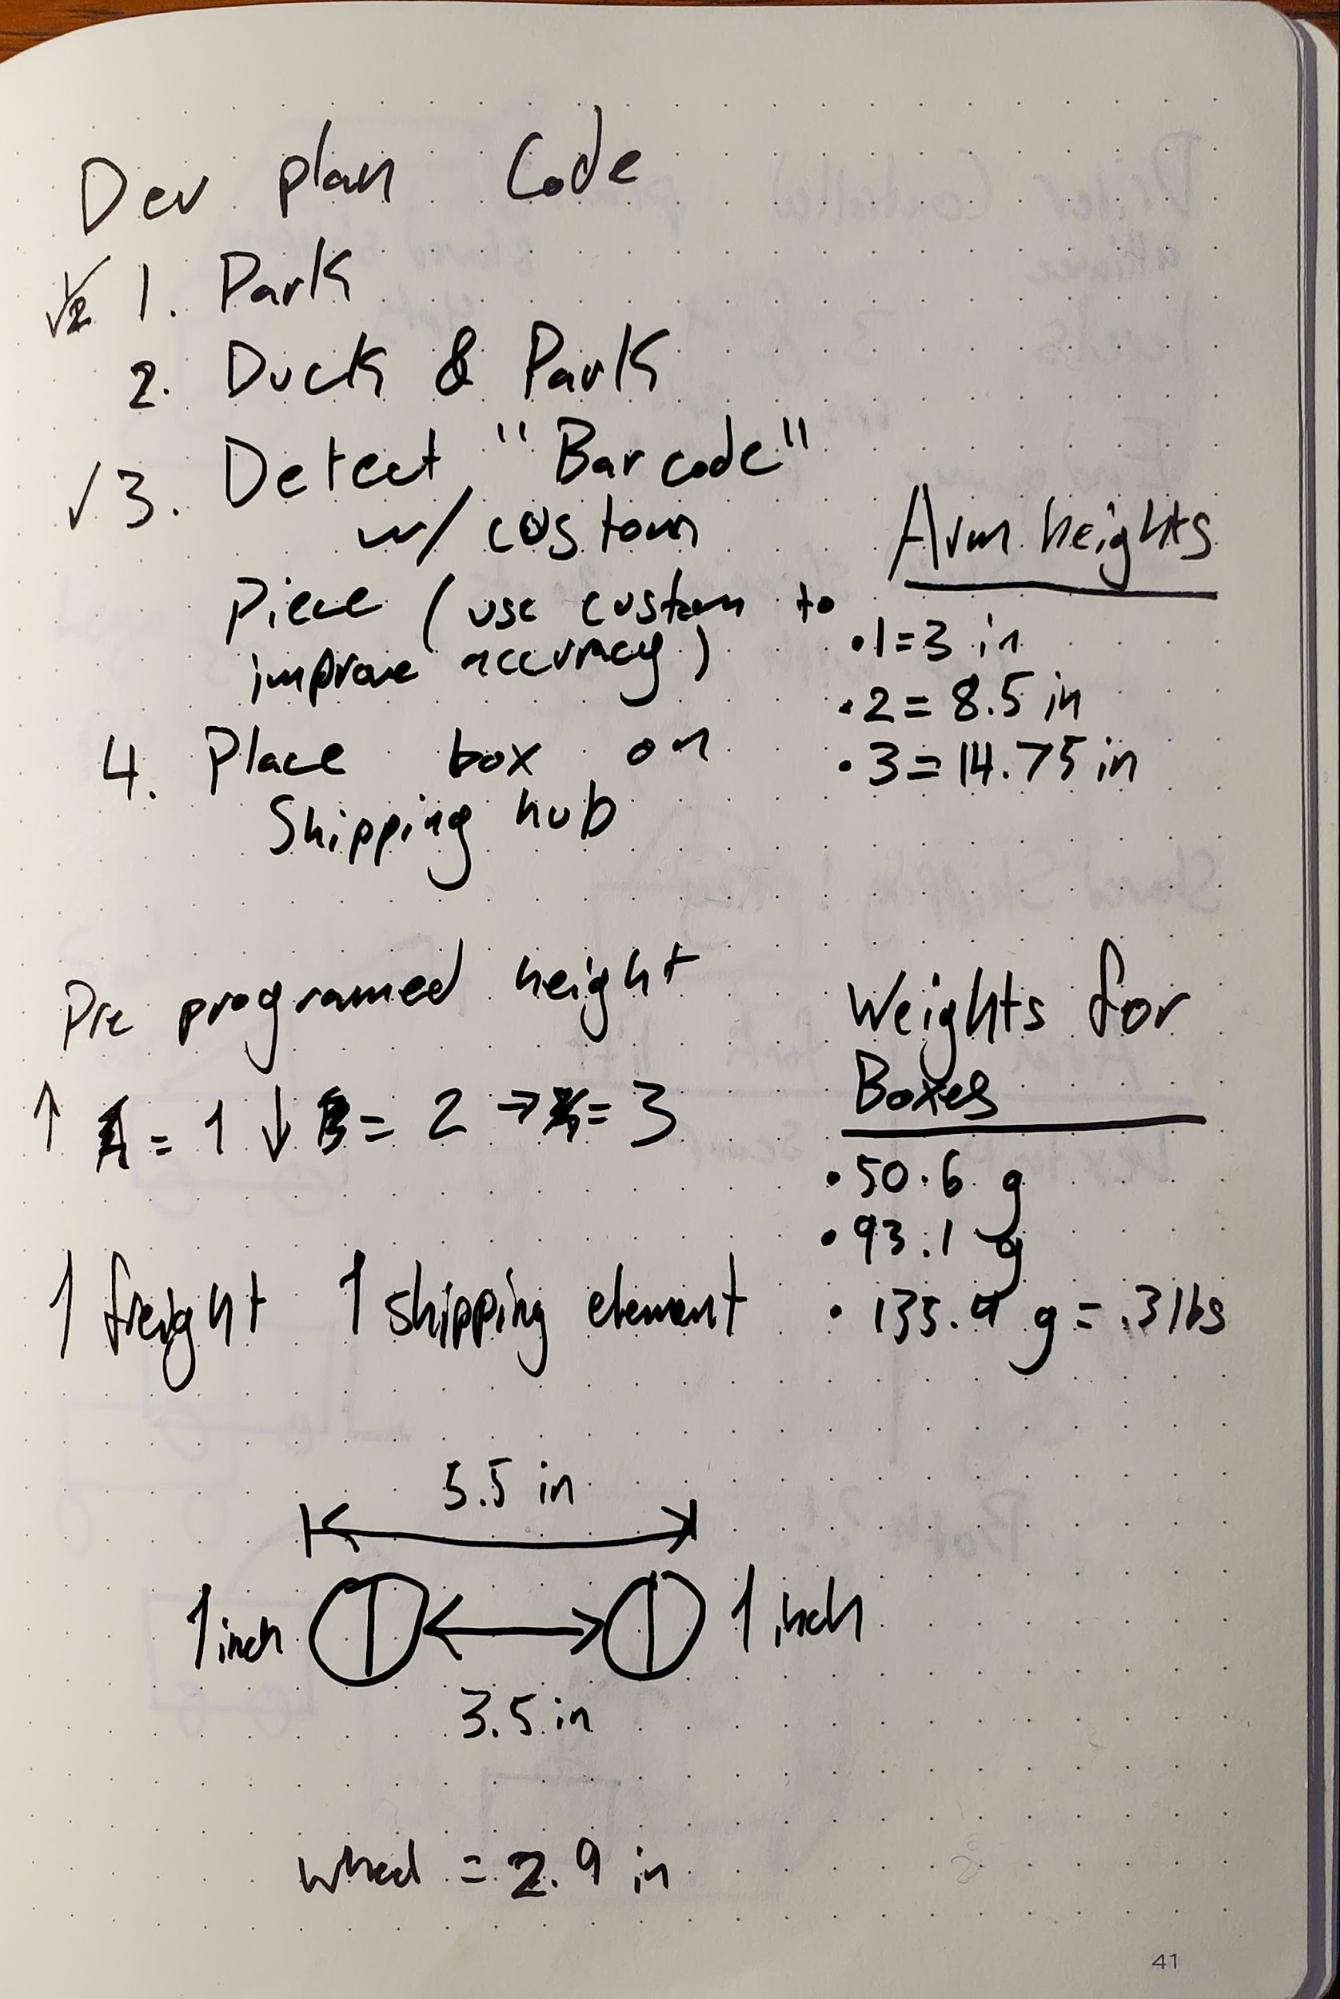 Dev plan Code
√2 1. Park
2. Duck & Park
✓ 3. Detect "Barcode"
w/ custom
Piece (use custom to
improve accuracy)
4. Place box on
Shipping hub
Arm heights
• 1 = 3 in
• 2 = 8.5 in
• 3 = 14.75 in
Pre programed height
↑ = 1 ↓ = 2 → = 3
Weights for
Boxes
• 50.6 g
• 93.1 g
• 135. g = .3 lbs
1 freight 1 shipping element
5.5 in
1 inch
1 inch
3.5 in
wheel = 2.9 in
41